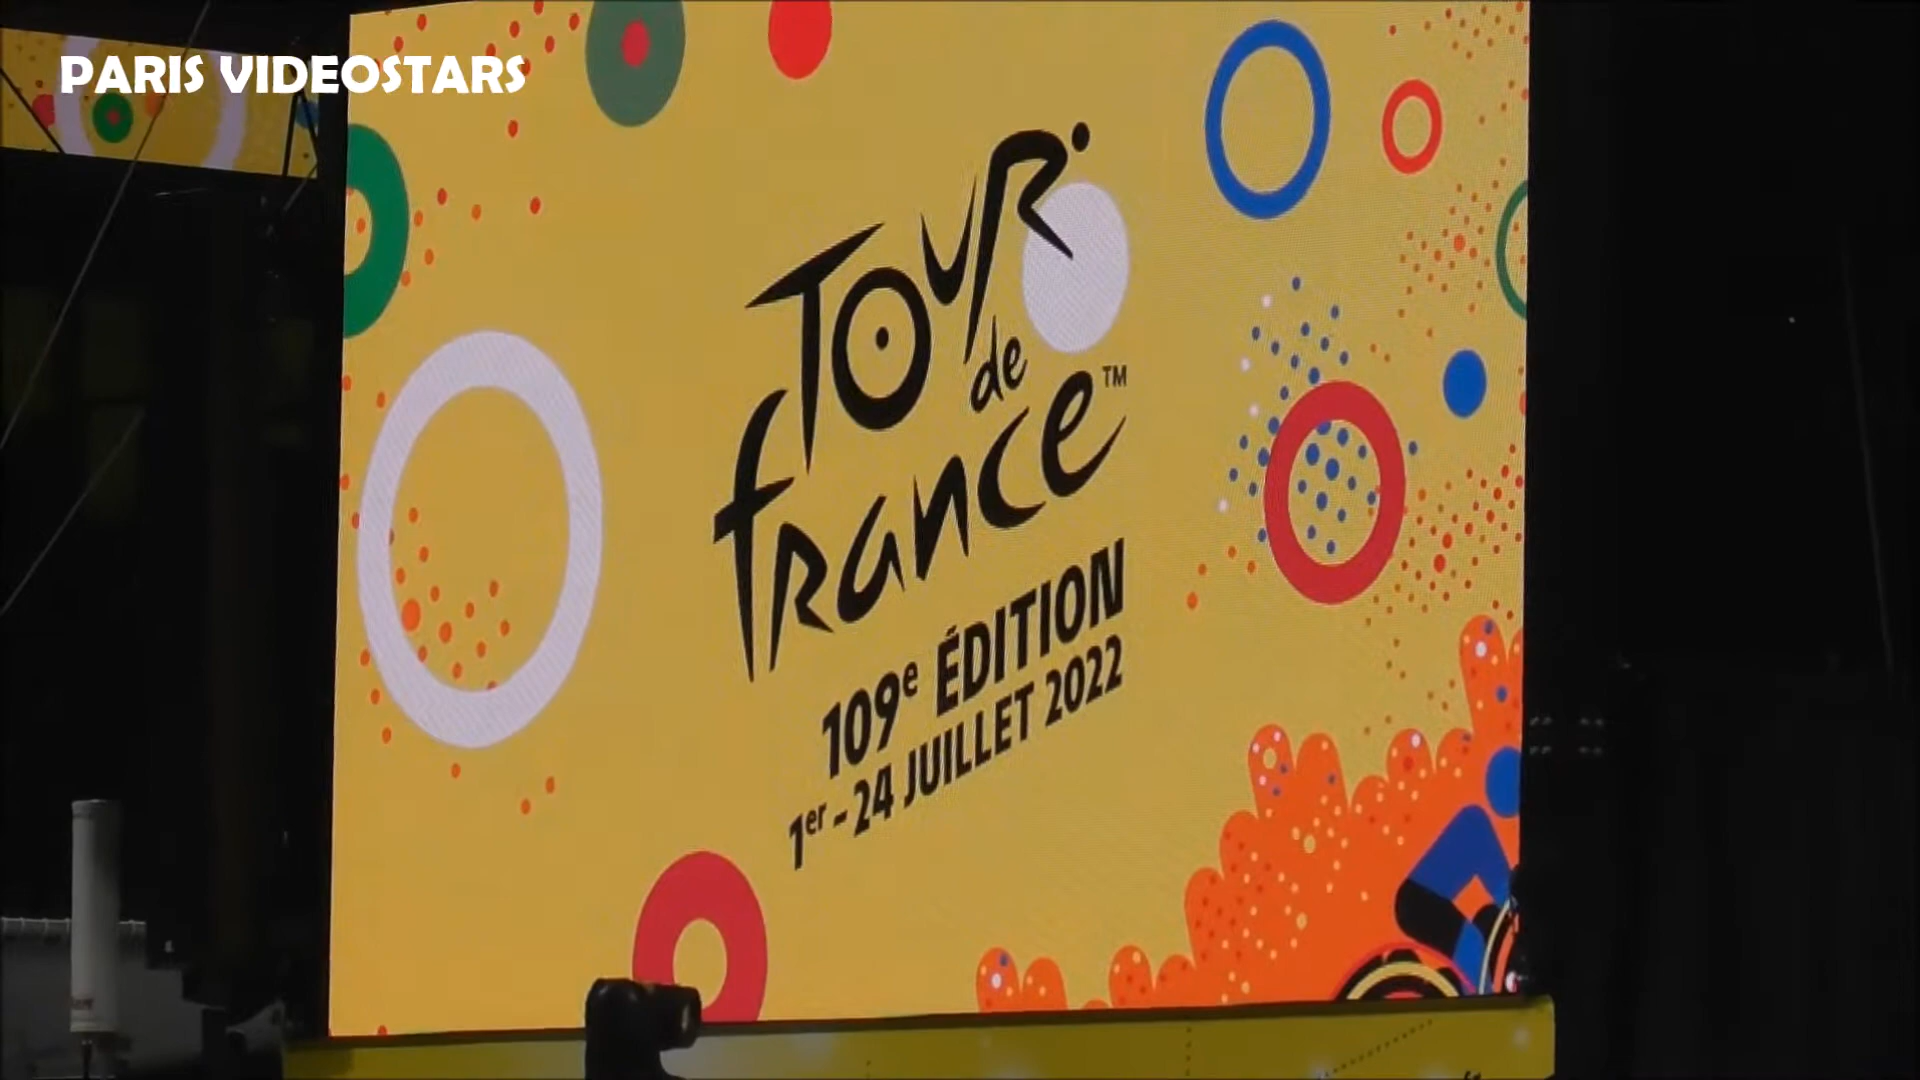 PARIS VIDEOSTARS
TOUR
de
france™
109e ÉDITION
1er - 24 JUILLET 2022